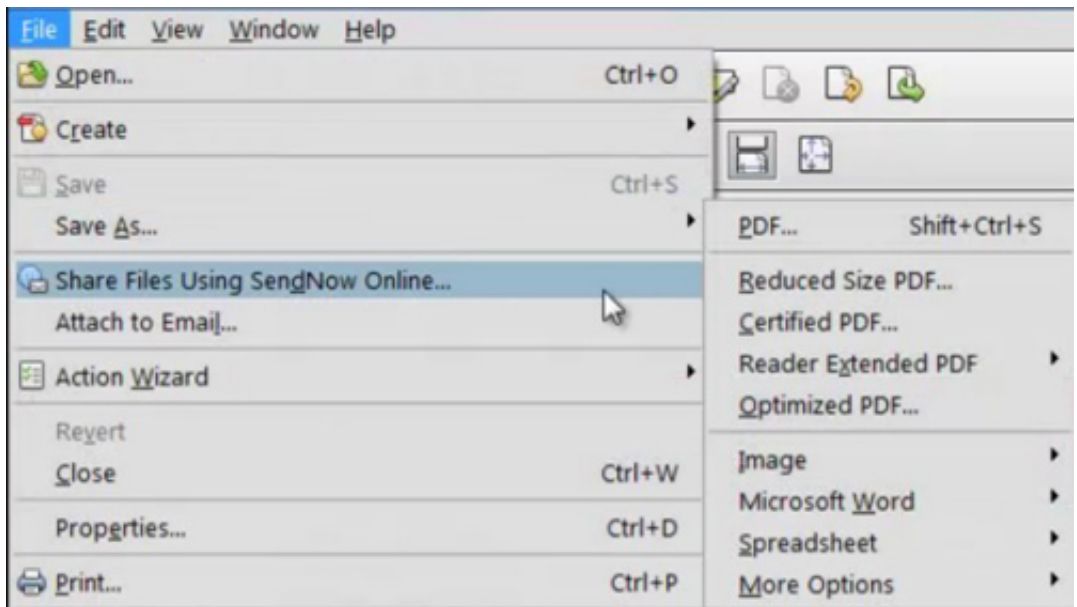 File Edit View Window Help
Open... Ctrl+O
Create
Save Ctrl+S
Save As...
Share Files Using SendNow Online...
Attach to Email...
Action Wizard
Revert
Close Ctrl+W
Properties... Ctrl+D
Print... Ctrl+P
PDF... Shift+Ctrl+S
Reduced Size PDF...
Certified PDF...
Reader Extended PDF
Optimized PDF...
Image
Microsoft Word
Spreadsheet
More Options